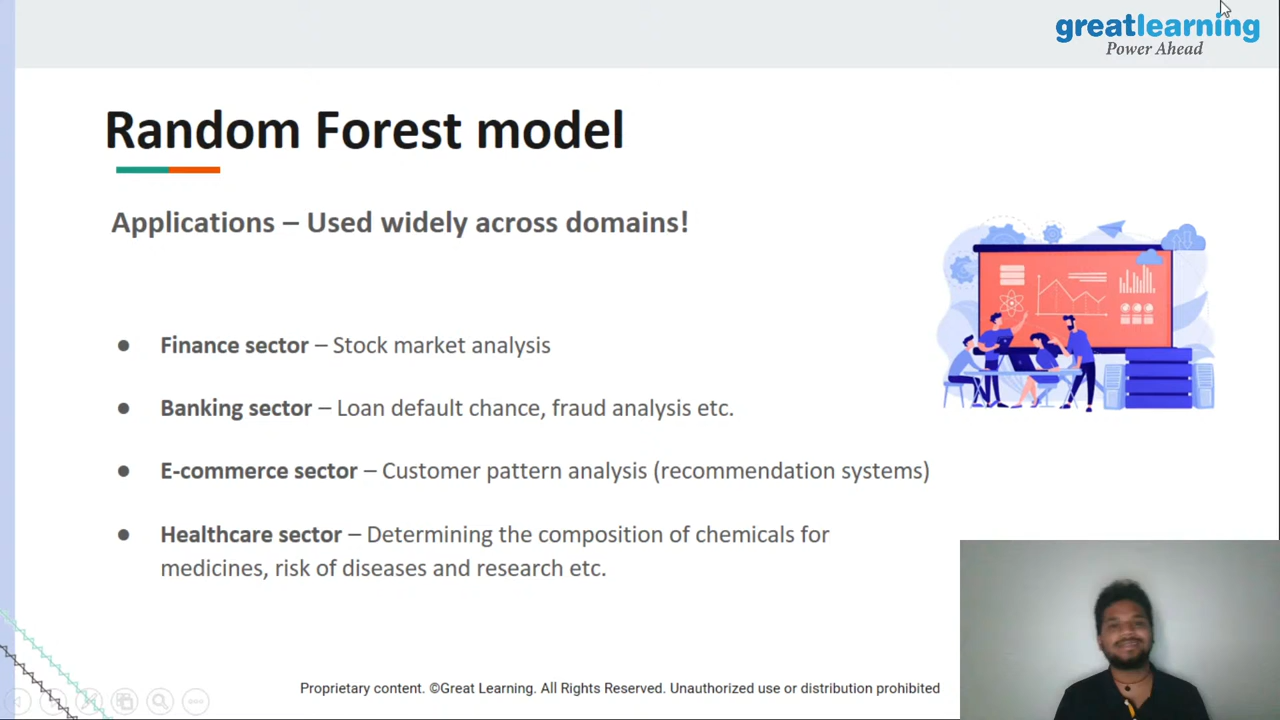 greatlearning
Power Ahead
Random Forest model
Applications – Used widely across domains!
● Finance sector – Stock market analysis
● Banking sector – Loan default chance, fraud analysis etc.
● E-commerce sector – Customer pattern analysis (recommendation systems)
● Healthcare sector – Determining the composition of chemicals for
medicines, risk of diseases and research etc.
Proprietary content. ©Great Learning. All Rights Reserved. Unauthorized use or distribution prohibited